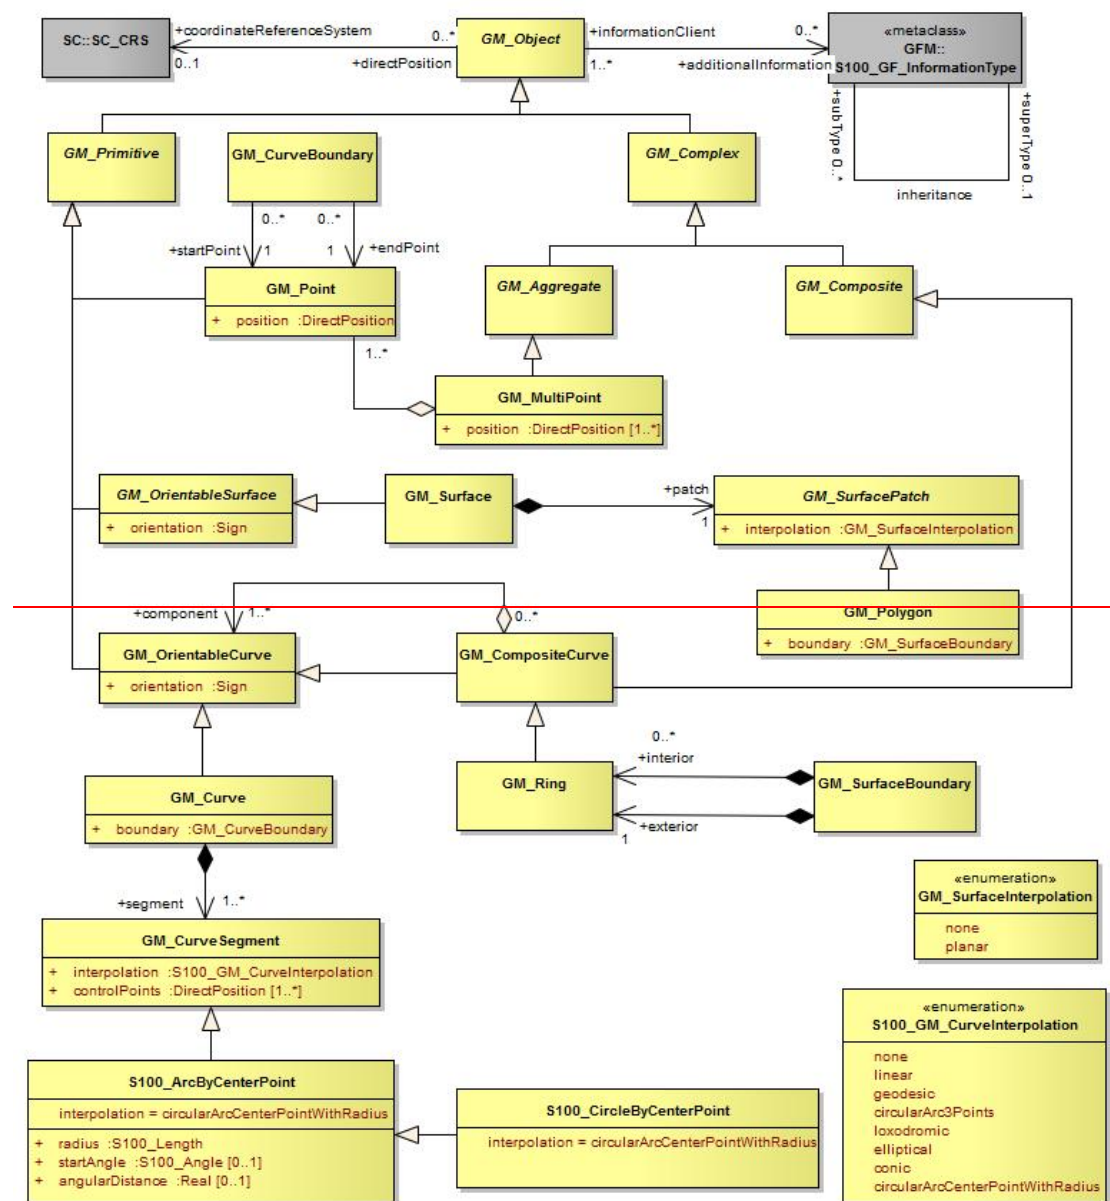 SC::SC_CRS
+coordinateReferenceSystem
0..1
0..*
+directPosition
GM_Object
+informationClient
1..*
0..*
+additionalInformation
«metaclass»
GFM::
S100_GF_InformationType
+subType 0..*
+superType 0..1
inheritance
GM_Primitive
GM_CurveBoundary
GM_Complex
0..*
0..*
+startPoint
1
1
+endPoint
GM_Point
+ position :DirectPosition
1..*
GM_Aggregate
GM_Composite
GM_MultiPoint
+ position :DirectPosition [1..*]
GM_OrientableSurface
+ orientation :Sign
GM_Surface
+patch
1
GM_SurfacePatch
+ interpolation :GM_SurfaceInterpolation
+component
1..*
0..*
GM_Polygon
+ boundary :GM_SurfaceBoundary
GM_OrientableCurve
+ orientation :Sign
GM_CompositeCurve
0..*
+interior
GM_Ring
GM_SurfaceBoundary
+exterior
1
GM_Curve
+ boundary :GM_CurveBoundary
+segment
1..*
«enumeration»
GM_SurfaceInterpolation
none
planar
GM_CurveSegment
+ interpolation :S100_GM_CurveInterpolation
+ controlPoints :DirectPosition [1..*]
«enumeration»
S100_GM_CurveInterpolation
none
linear
geodesic
circularArc3Points
loxodromic
elliptical
conic
circularArcCenterPointWithRadius
S100_ArcByCenterPoint
interpolation = circularArcCenterPointWithRadius
+ radius :S100_Length
+ startAngle :S100_Angle [0..1]
+ angularDistance :Real [0..1]
S100_CircleByCenterPoint
interpolation = circularArcCenterPointWithRadius